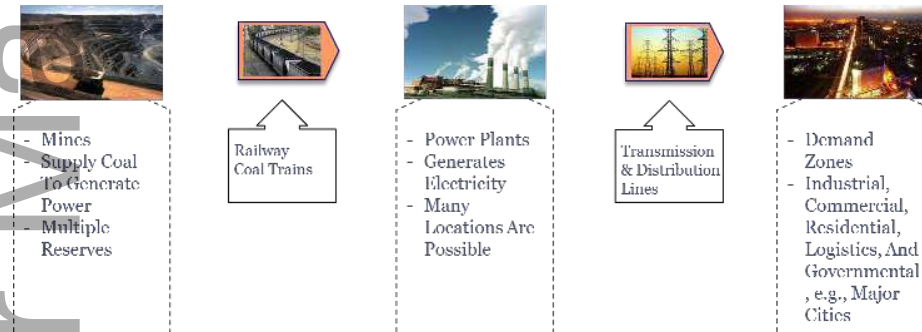 - Mines
- Supply Coal
To Generate
Power
- Multiple
Reserves
Railway
Coal Trains
- Power Plants
- Generates
Electricity
- Many
Locations Are
Possible
Transmission
& Distribution
Lines
- Demand
Zones
- Industrial,
Commercial,
Residential,
Logistics, And
Governmental
, e.g., Major
Cities